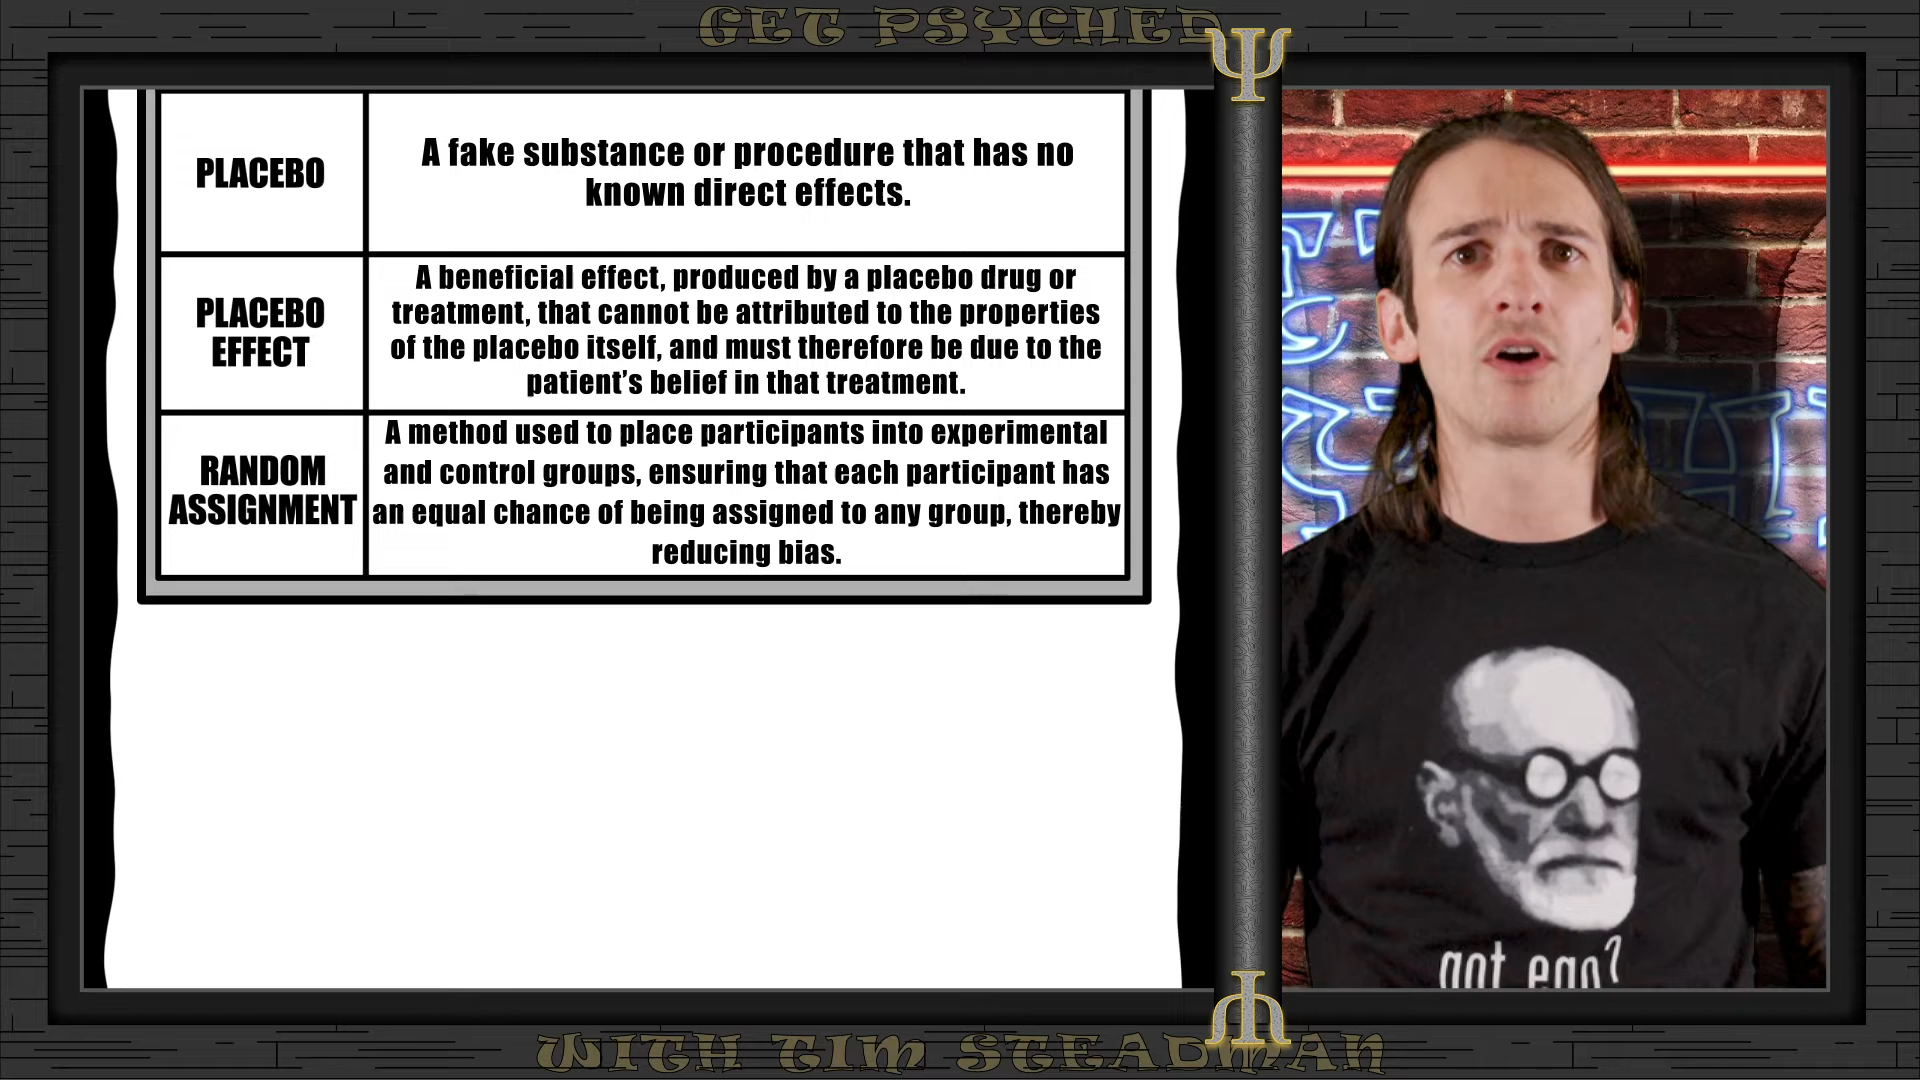 GET PSYCHED
PLACEBO
A fake substance or procedure that has no
known direct effects.
PLACEBO
EFFECT
A beneficial effect, produced by a placebo drug or
treatment, that cannot be attributed to the properties
of the placebo itself, and must therefore be due to the
patient’s belief in that treatment.
RANDOM
ASSIGNMENT
A method used to place participants into experimental
and control groups, ensuring that each participant has
an equal chance of being assigned to any group, thereby
reducing bias.
got ego?
WITH TIM STEADMAN